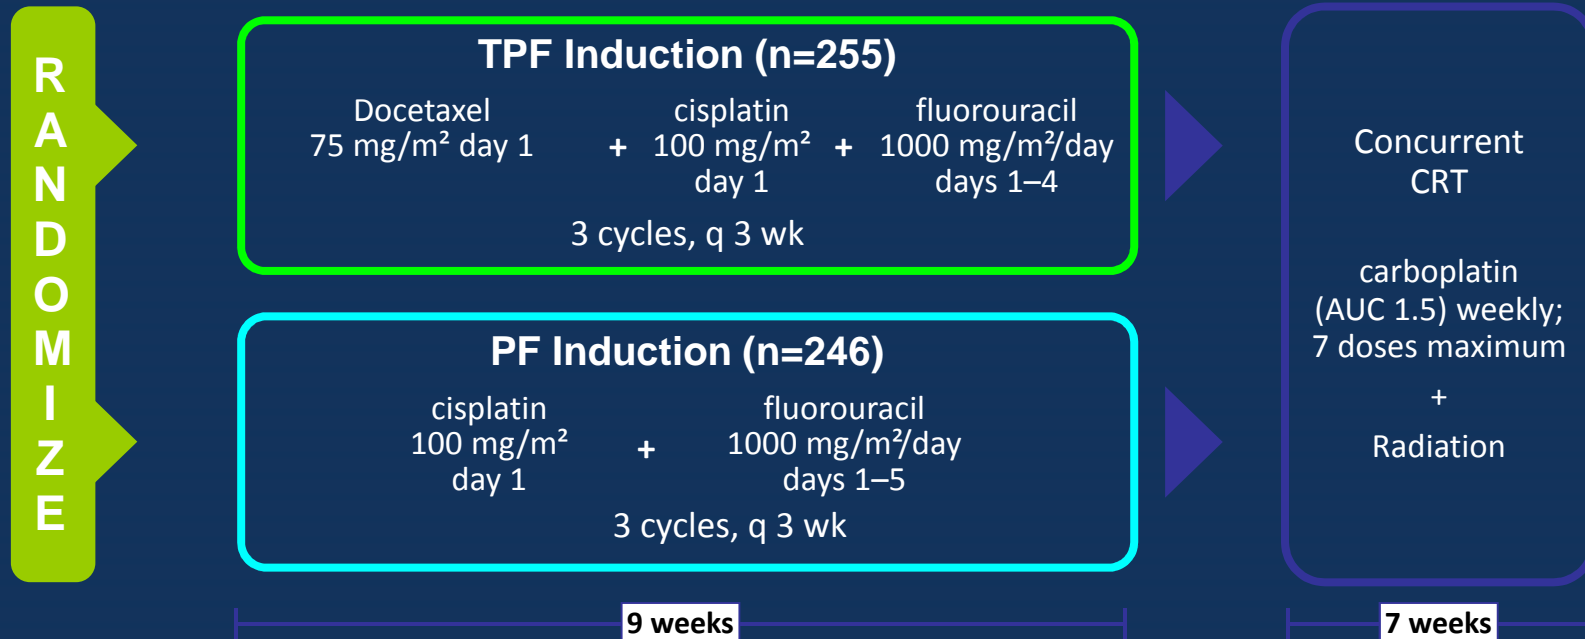 RANDOMIZE
TPF Induction (n=255)
Docetaxel
75 mg/m² day 1
+
cisplatin
100 mg/m²
day 1
+
fluorouracil
1000 mg/m²/day
days 1–4
3 cycles, q 3 wk
PF Induction (n=246)
cisplatin
100 mg/m²
day 1
+
fluorouracil
1000 mg/m²/day
days 1–5
3 cycles, q 3 wk
Concurrent
CRT
carboplatin
(AUC 1.5) weekly;
7 doses maximum
+
Radiation
9 weeks
7 weeks